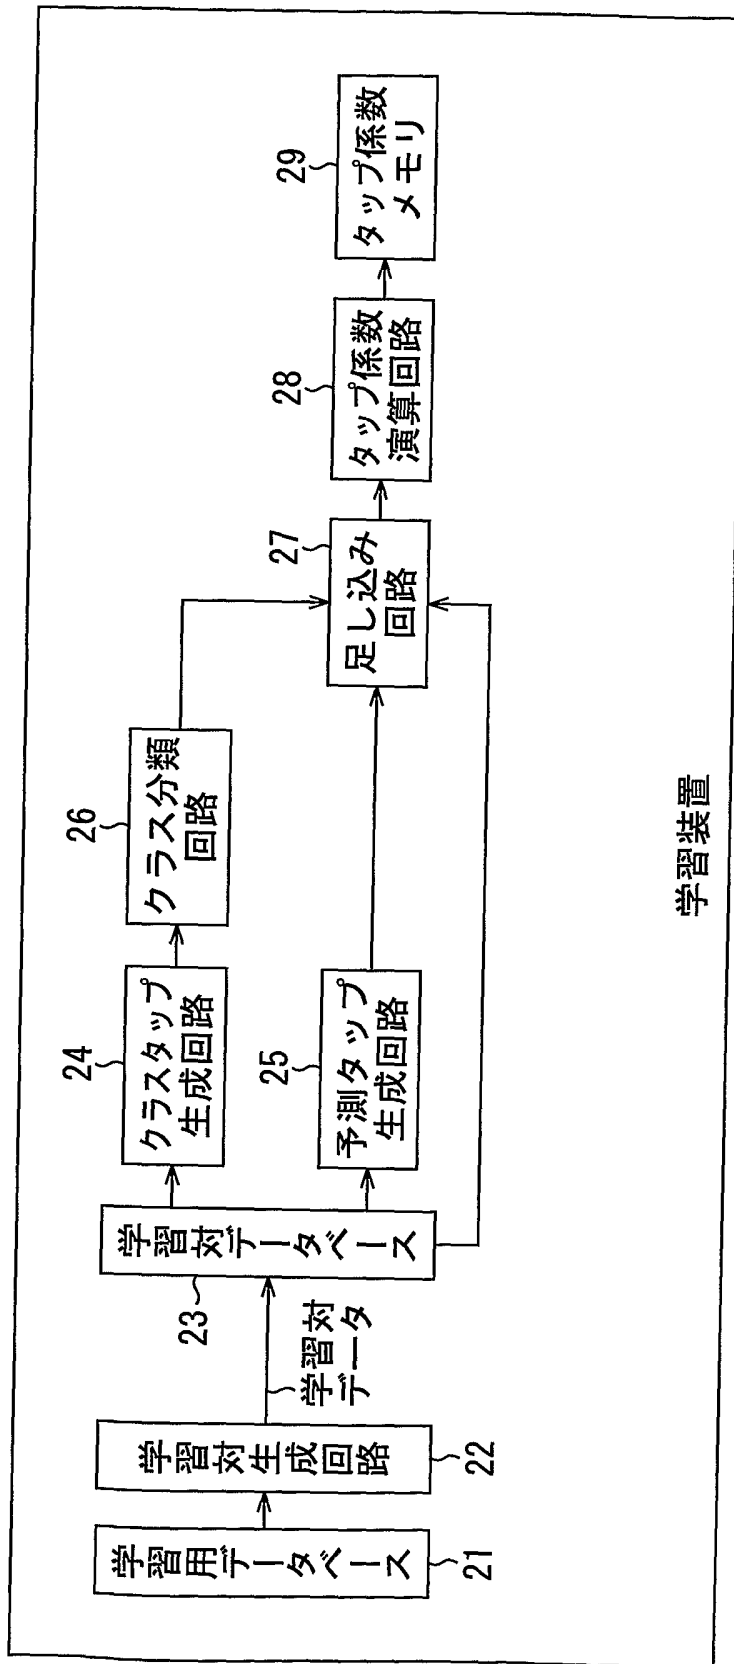 学習用データベース
21
学習対生成回路
22
学習対
データ
学習対データベース
23
クラスタップ
生成回路
24
予測タップ
生成回路
25
クラス分類
回路
26
足し込み
回路
27
タップ係数
演算回路
28
タップ係数
メモリ
29
学習装置